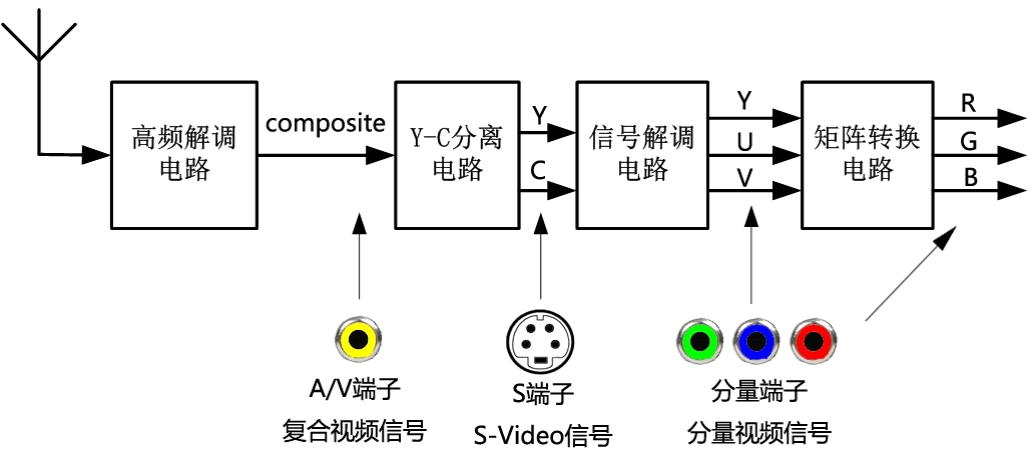 高频解调
电路
composite
Y-C分离
电路
Y
C
信号解调
电路
Y
U
V
矩阵转换
电路
R
G
B
A/V端子
复合视频信号
S端子
S-Video信号
分量端子
分量视频信号